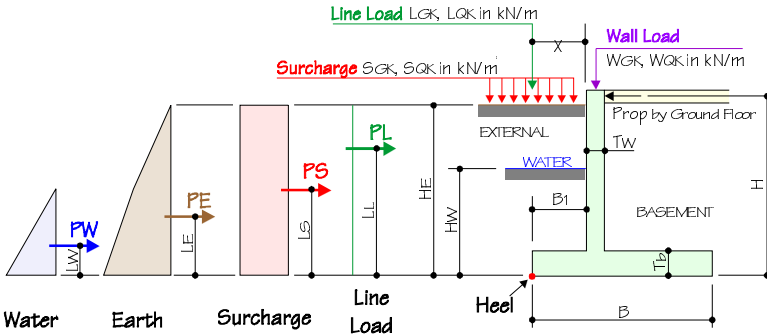 Line Load LGK, LQK in kN/m
X
Wall Load
WGK, WQK in kN/m
Surcharge SGK, SQK in kN/m²
Prop by Ground Floor
EXTERNAL
TW
WATER
PL
PS
PE
PW
HE
H
HW
LL
LS
LE
LW
B1
BASEMENT
Tb
Heel
B
Water
Earth
Surcharge
Line
Load